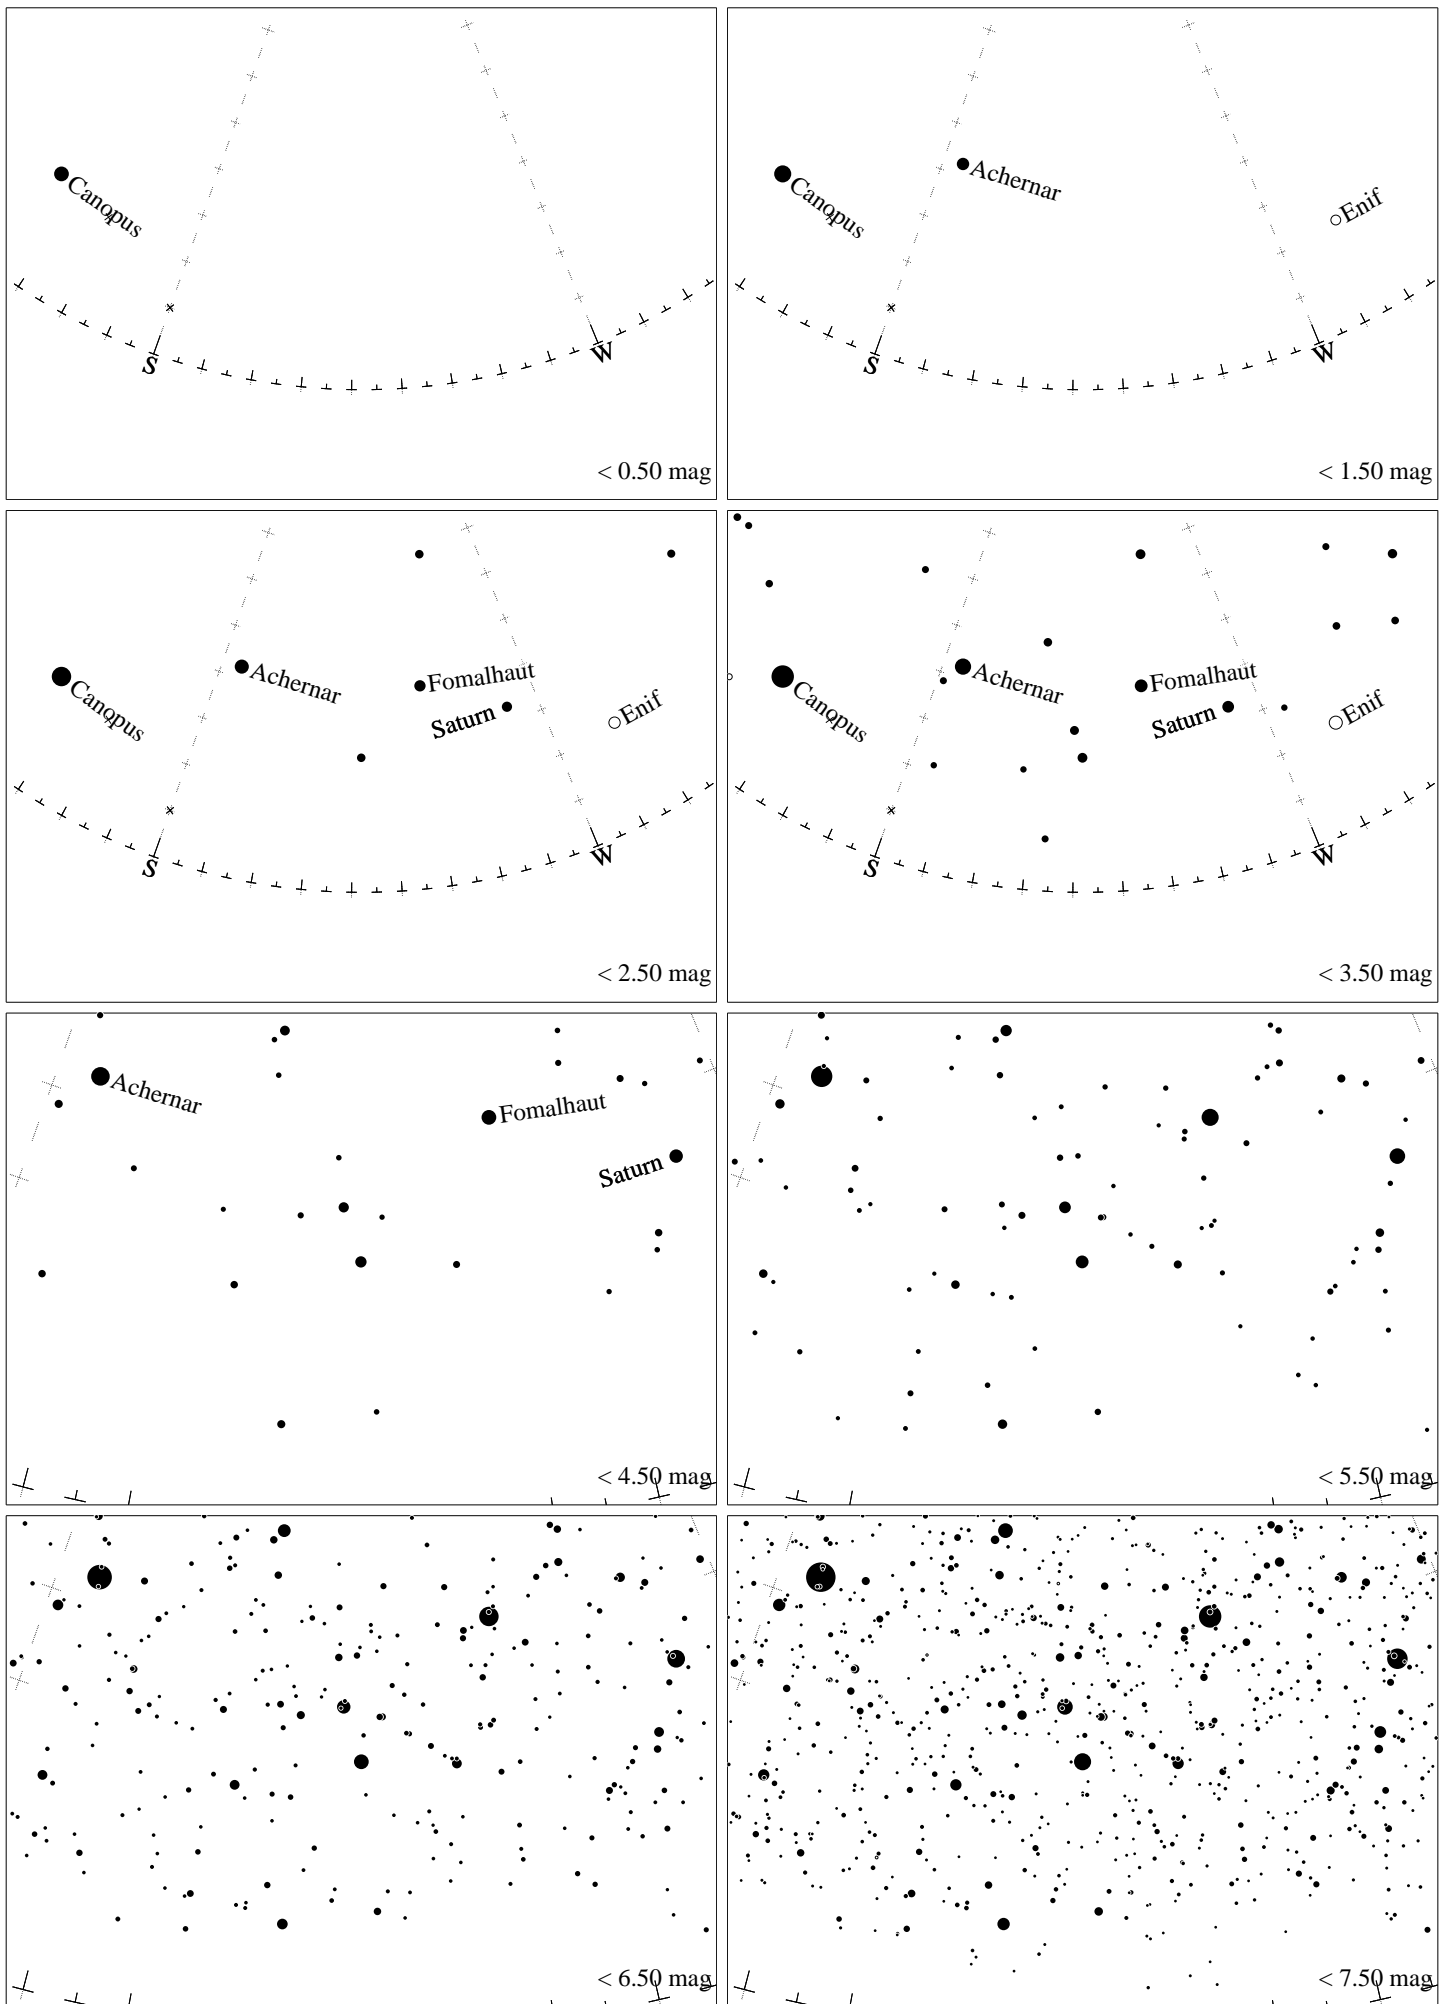 Canopus
S
W
< 0.50 mag
Achernar
Canopus
Enif
S
W
< 1.50 mag
Fomalhaut
Achernar
Canopus
Saturn
Enif
S
W
< 2.50 mag
Fomalhaut
Achernar
Canopus
Saturn
Enif
S
W
< 3.50 mag
Achernar
Fomalhaut
Saturn
< 4.50 mag
< 5.50 mag
< 6.50 mag
< 7.50 mag